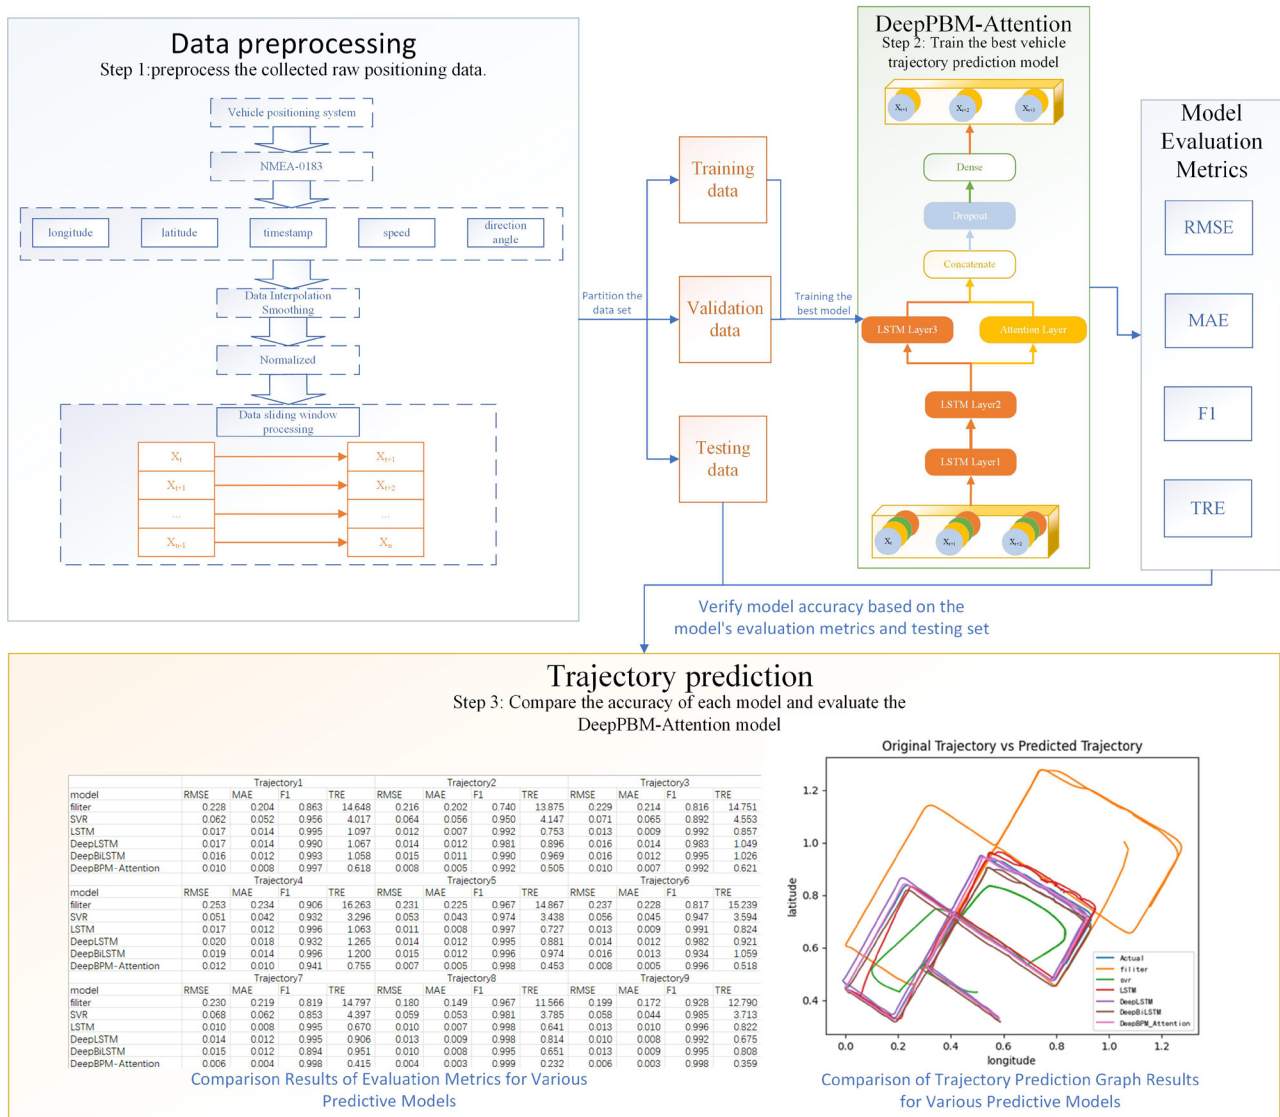 Data preprocessing
Step 1:preprocess the collected raw positioning data.
Vehicle positioning system
NMEA-0183
longitude latitude timestamp speed direction angle
Data Interpolation
Smoothing
Normalized
Data sliding window
processing
Xt Xt+1
Xt+1 Xt+2
... ...
Xn-1 Xn
Partition the
data set
Training
data
Validation
data
Testing
data
Training the
best model
DeepPBM-Attention
Step 2: Train the best vehicle
trajectory prediction model
Xt+1 Xt+2 Xt+1
Dense
Dropout
Concatenate
LSTM Layer3 Attention Layer
LSTM Layer2
LSTM Layer1
Xt Xt+1 Xt+2
Model
Evaluation
Metrics
RMSE
MAE
F1
TRE
Verify model accuracy based on the
model's evaluation metrics and testing set
Trajectory prediction
Step 3: Compare the accuracy of each model and evaluate the
DeepPBM-Attention model
Trajectory1 Trajectory2 Trajectory3
model RMSE MAE F1 TRE RMSE MAE F1 TRE RMSE MAE F1 TRE
filiter 0.228 0.204 0.863 14.648 0.216 0.202 0.740 13.875 0.229 0.214 0.816 14.751
SVR 0.062 0.052 0.956 4.017 0.064 0.056 0.950 4.147 0.071 0.065 0.892 4.553
LSTM 0.017 0.014 0.995 1.097 0.012 0.007 0.992 0.753 0.013 0.009 0.992 0.857
DeepLSTM 0.017 0.014 0.990 1.067 0.014 0.012 0.981 0.896 0.016 0.014 0.983 1.049
DeepBiLSTM 0.016 0.012 0.993 1.058 0.015 0.011 0.990 0.969 0.016 0.012 0.995 1.026
DeepBPM-Attention 0.010 0.008 0.997 0.618 0.008 0.005 0.992 0.505 0.010 0.007 0.992 0.621
Trajectory4 Trajectory5 Trajectory6
model RMSE MAE F1 TRE RMSE MAE F1 TRE RMSE MAE F1 TRE
filiter 0.253 0.234 0.906 16.263 0.231 0.225 0.967 14.867 0.237 0.228 0.817 15.239
SVR 0.051 0.042 0.932 3.296 0.053 0.043 0.974 3.438 0.056 0.045 0.947 3.594
LSTM 0.017 0.012 0.996 1.063 0.011 0.008 0.997 0.727 0.013 0.009 0.991 0.824
DeepLSTM 0.020 0.018 0.932 1.265 0.014 0.012 0.995 0.881 0.014 0.012 0.982 0.921
DeepBiLSTM 0.019 0.014 0.996 1.200 0.015 0.012 0.996 0.974 0.016 0.013 0.934 1.059
DeepBPM-Attention 0.012 0.010 0.941 0.755 0.007 0.005 0.998 0.453 0.008 0.005 0.996 0.518
Trajectory7 Trajectory8 Trajectory9
model RMSE MAE F1 TRE RMSE MAE F1 TRE RMSE MAE F1 TRE
filiter 0.230 0.219 0.819 14.797 0.180 0.149 0.967 11.566 0.199 0.172 0.928 12.790
SVR 0.068 0.062 0.853 4.397 0.059 0.053 0.981 3.785 0.058 0.044 0.985 3.713
LSTM 0.010 0.008 0.995 0.670 0.010 0.007 0.998 0.641 0.013 0.010 0.996 0.822
DeepLSTM 0.014 0.012 0.995 0.906 0.013 0.009 0.998 0.814 0.010 0.008 0.992 0.675
DeepBiLSTM 0.015 0.012 0.894 0.951 0.010 0.008 0.995 0.651 0.013 0.009 0.995 0.808
DeepBPM-Attention 0.006 0.004 0.998 0.415 0.004 0.003 0.999 0.232 0.006 0.003 0.998 0.359
Comparison Results of Evaluation Metrics for Various
Predictive Models
Original Trajectory vs Predicted Trajectory
latitude
1.2
1.0
0.8
0.6
0.4
0.0 0.2 0.4 0.6 0.8 1.0 1.2
longitude
Actual
filiter
svr
LSTM
DeepLSTM
DeepBiLSTM
DeepBPM_Attention
Comparison of Trajectory Prediction Graph Results
for Various Predictive Models